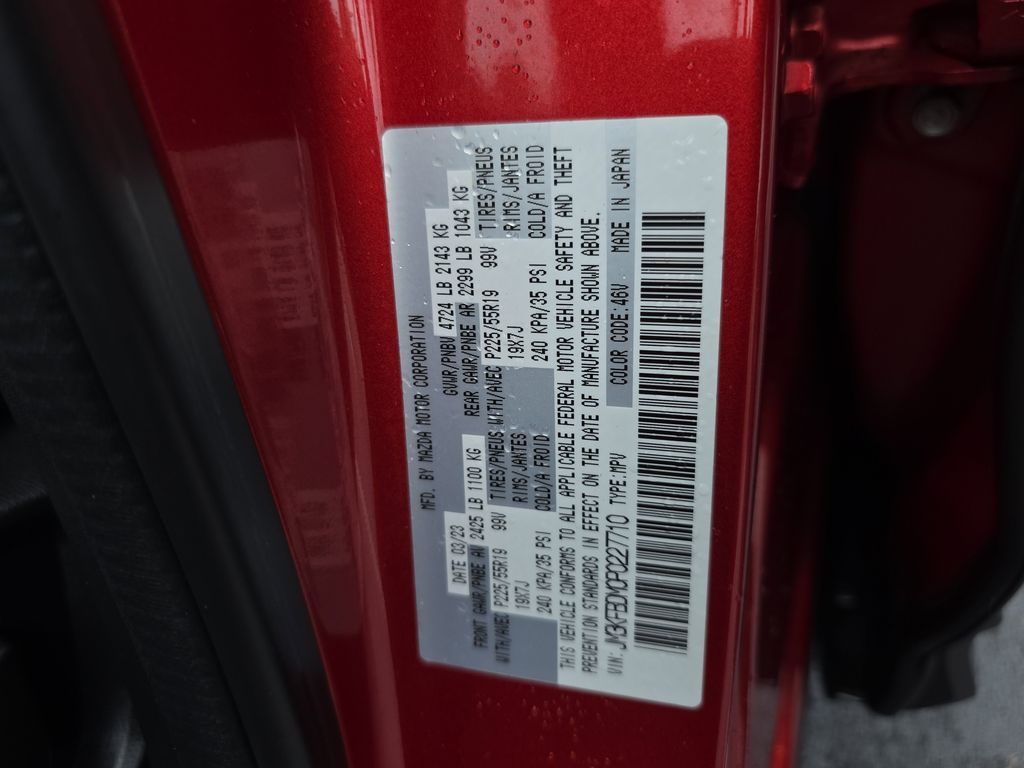 MFD. BY MAZDA MOTOR CORPORATION
DATE 03/23 GVWR/PNBV 4724 LB 2143 KG
FRONT GAWR/PNBE AV 2425 LB 1100 KG REAR GAWR/PNBE AR 2299 LB 1043 KG
WITH/AVEC P225/55R19 99V TIRES/PNEUS WITH/AVEC P225/55R19 99V TIRES/PNEUS
19X7J RIMS/JANTES 19X7J RIMS/JANTES
240 KPA/35 PSI COLD/A FROID 240 KPA/35 PSI COLD/A FROID
THIS VEHICLE CONFORMS TO ALL APPLICABLE FEDERAL MOTOR VEHICLE SAFETY AND THEFT
PREVENTION STANDARDS IN EFFECT ON THE DATE OF MANUFACTURE SHOWN ABOVE.
VIN: JM3KFBDM0P0227710 TYPE:MPV COLOR CODE:46V MADE IN JAPAN